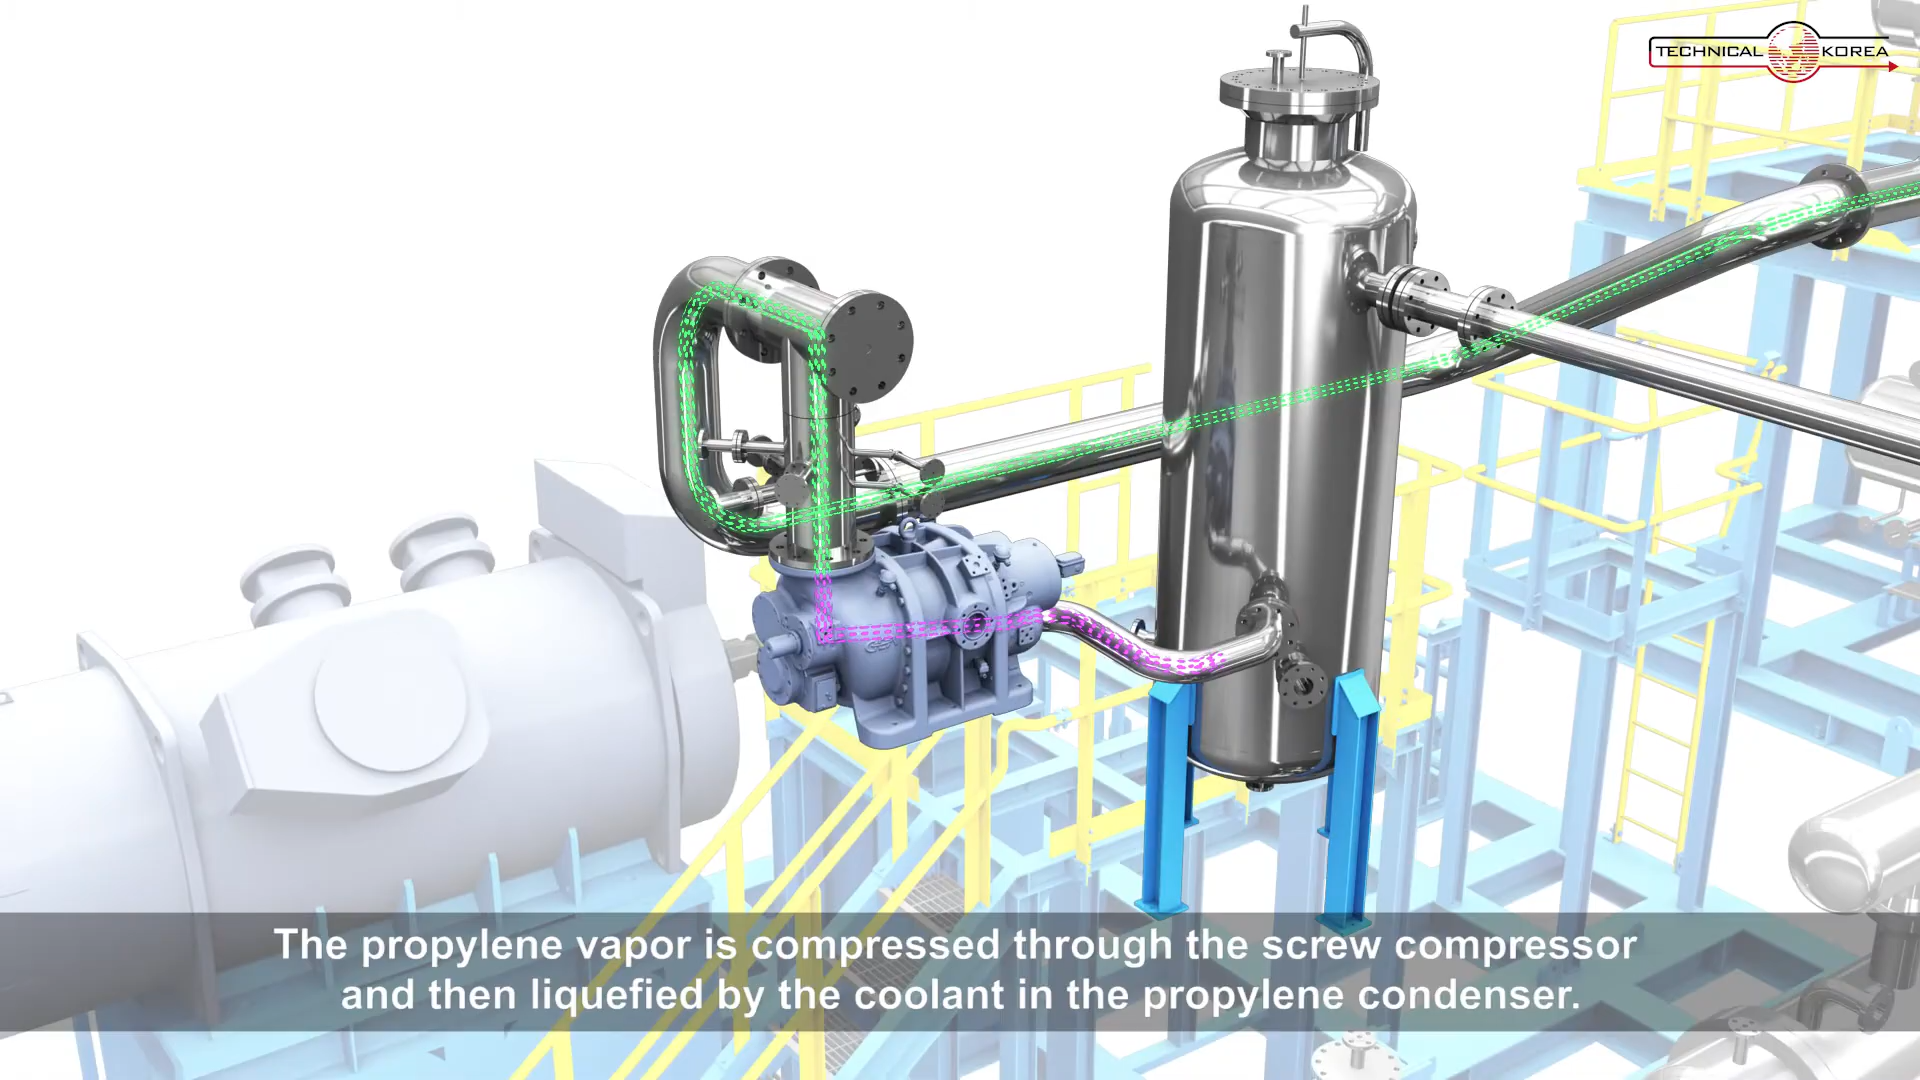 TECHNICAL KOREA
The propylene vapor is compressed through the screw compressor
and then liquefied by the coolant in the propylene condenser.